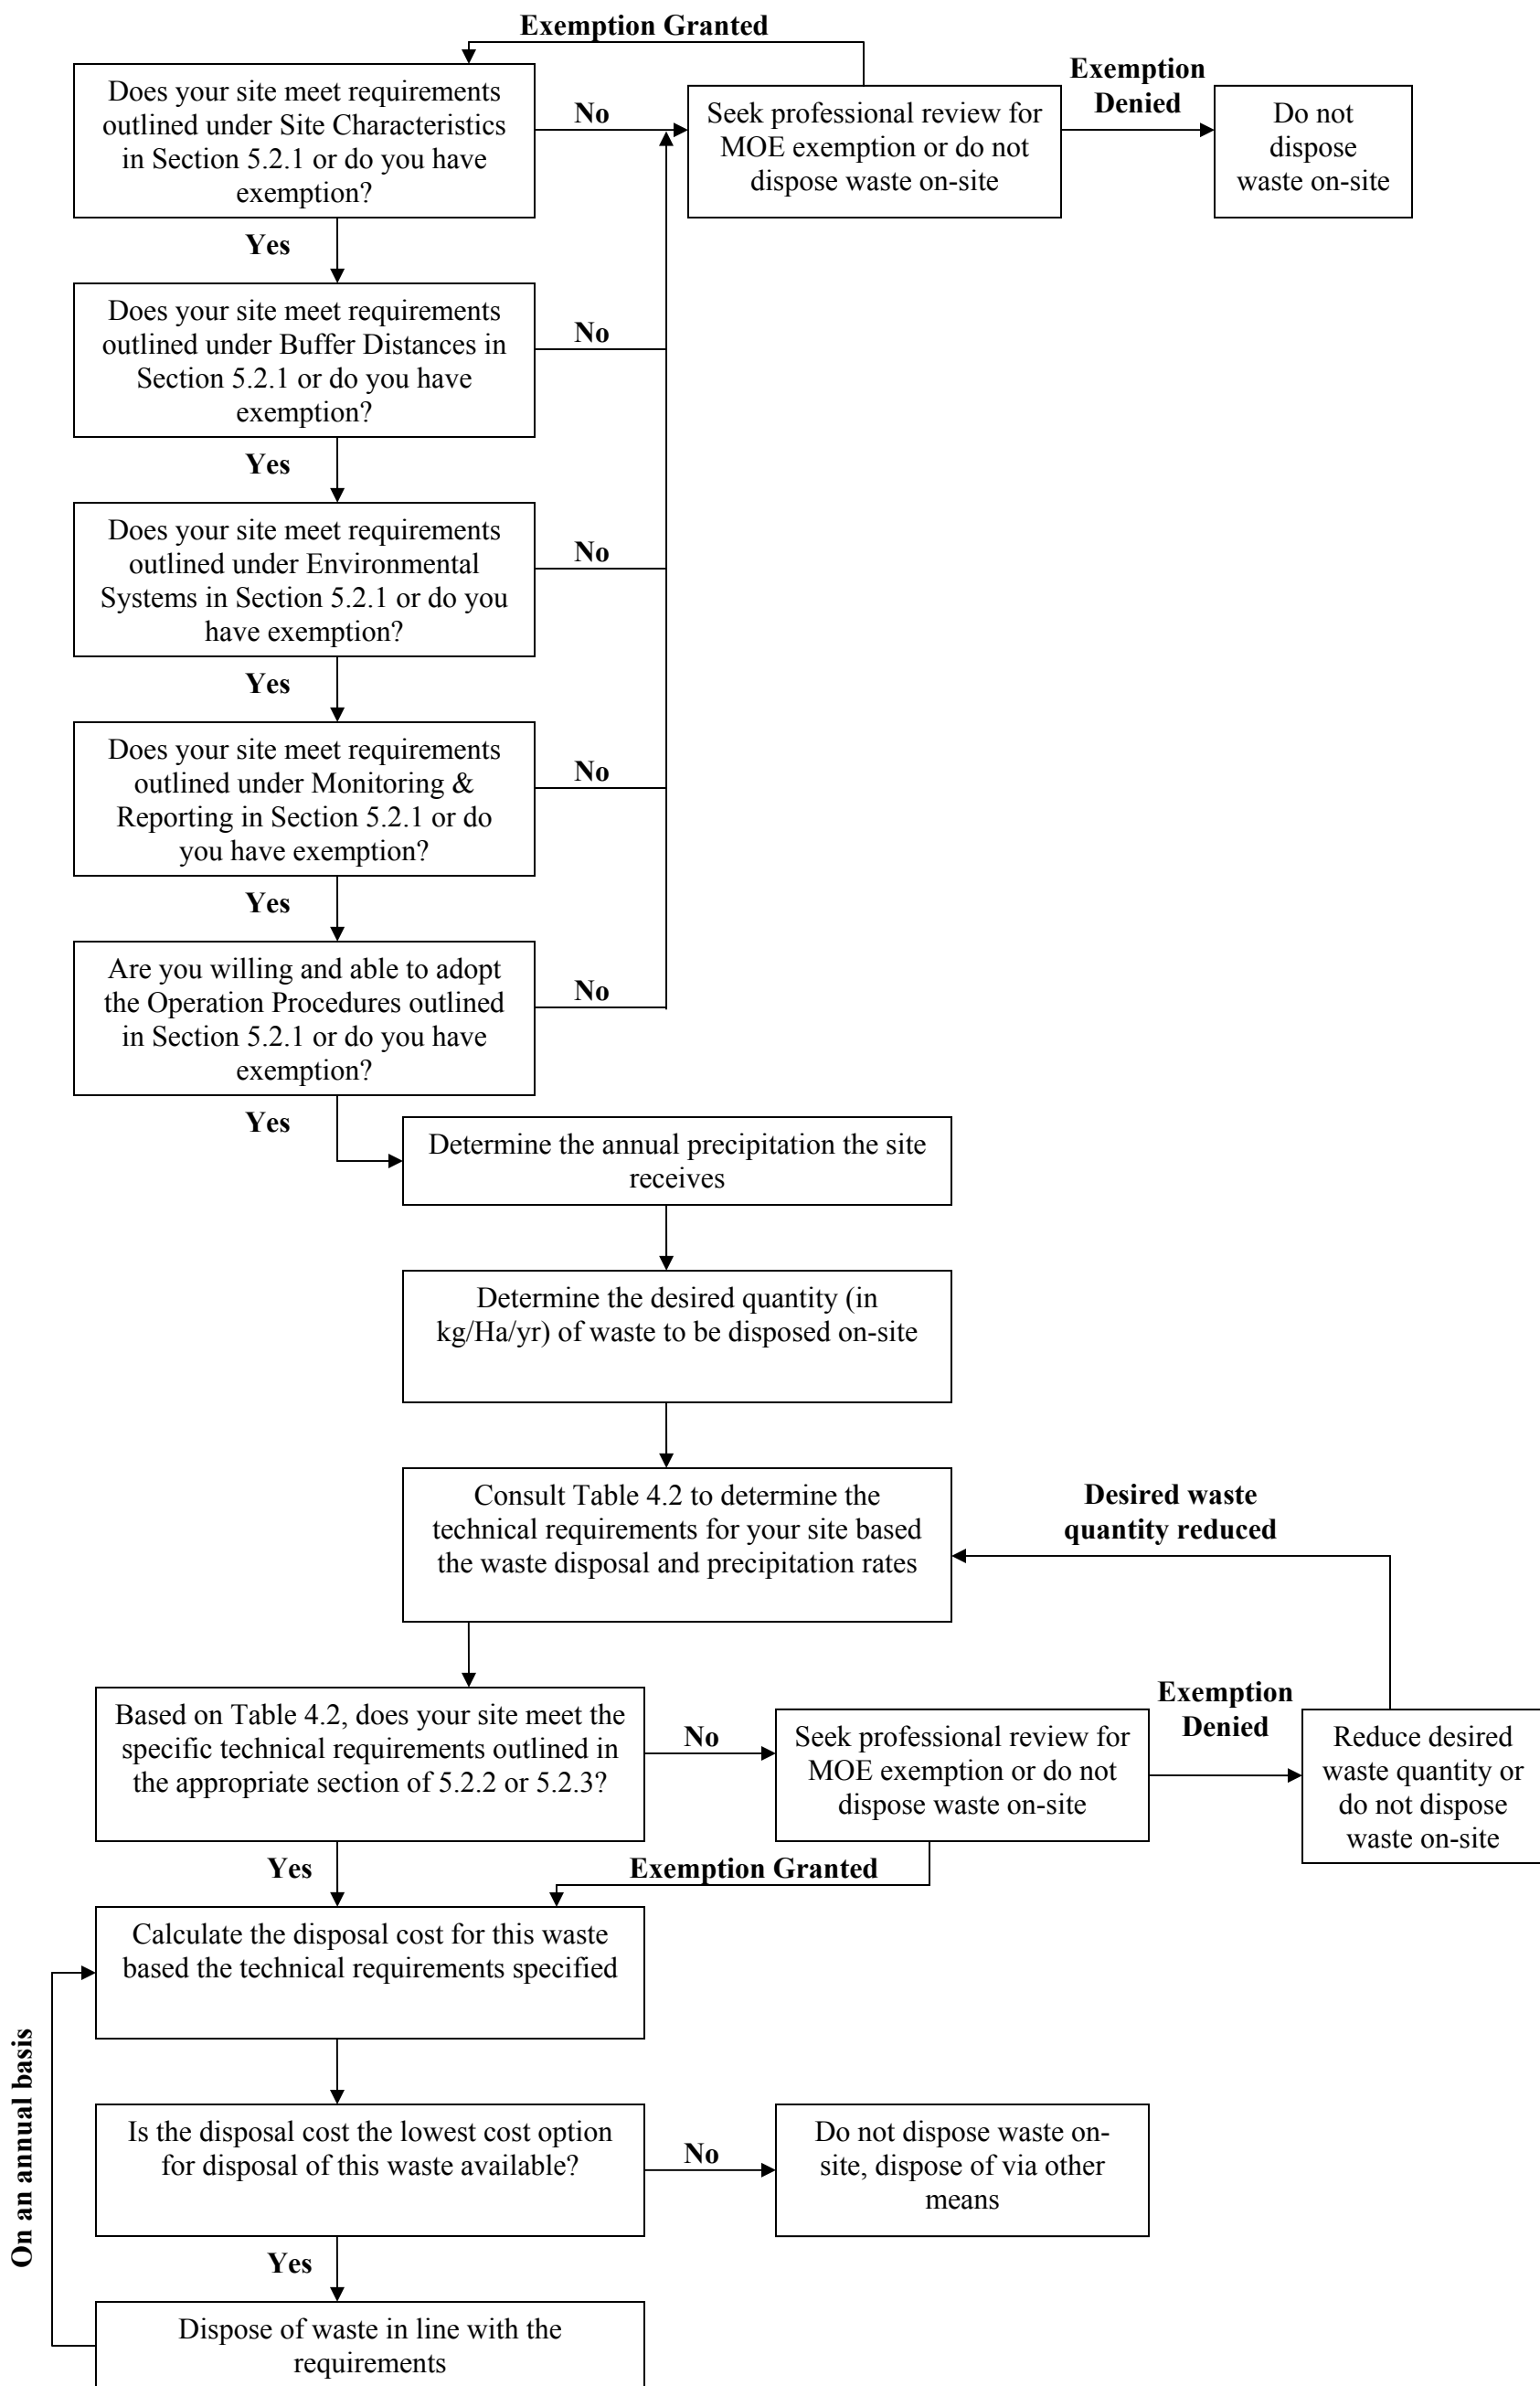 Exemption Granted
Does your site meet requirements
outlined under Site Characteristics
in Section 5.2.1 or do you have
exemption?
No
Seek professional review for
MOE exemption or do not
dispose waste on-site
Exemption
Denied
Do not
dispose
waste on-site
Yes
Does your site meet requirements
outlined under Buffer Distances in
Section 5.2.1 or do you have
exemption?
No
Yes
Does your site meet requirements
outlined under Environmental
Systems in Section 5.2.1 or do you
have exemption?
No
Yes
Does your site meet requirements
outlined under Monitoring &
Reporting in Section 5.2.1 or do
you have exemption?
No
Yes
Are you willing and able to adopt
the Operation Procedures outlined
in Section 5.2.1 or do you have
exemption?
No
Yes
Determine the annual precipitation the site
receives
Determine the desired quantity (in
kg/Ha/yr) of waste to be disposed on-site
Consult Table 4.2 to determine the
technical requirements for your site based
the waste disposal and precipitation rates
Desired waste
quantity reduced
Based on Table 4.2, does your site meet the
specific technical requirements outlined in
the appropriate section of 5.2.2 or 5.2.3?
No
Seek professional review for
MOE exemption or do not
dispose waste on-site
Exemption
Denied
Reduce desired
waste quantity or
do not dispose
waste on-site
Yes
Exemption Granted
Calculate the disposal cost for this waste
based the technical requirements specified
On an annual basis
Is the disposal cost the lowest cost option
for disposal of this waste available?
No
Do not dispose waste on-
site, dispose of via other
means
Yes
Dispose of waste in line with the
requirements